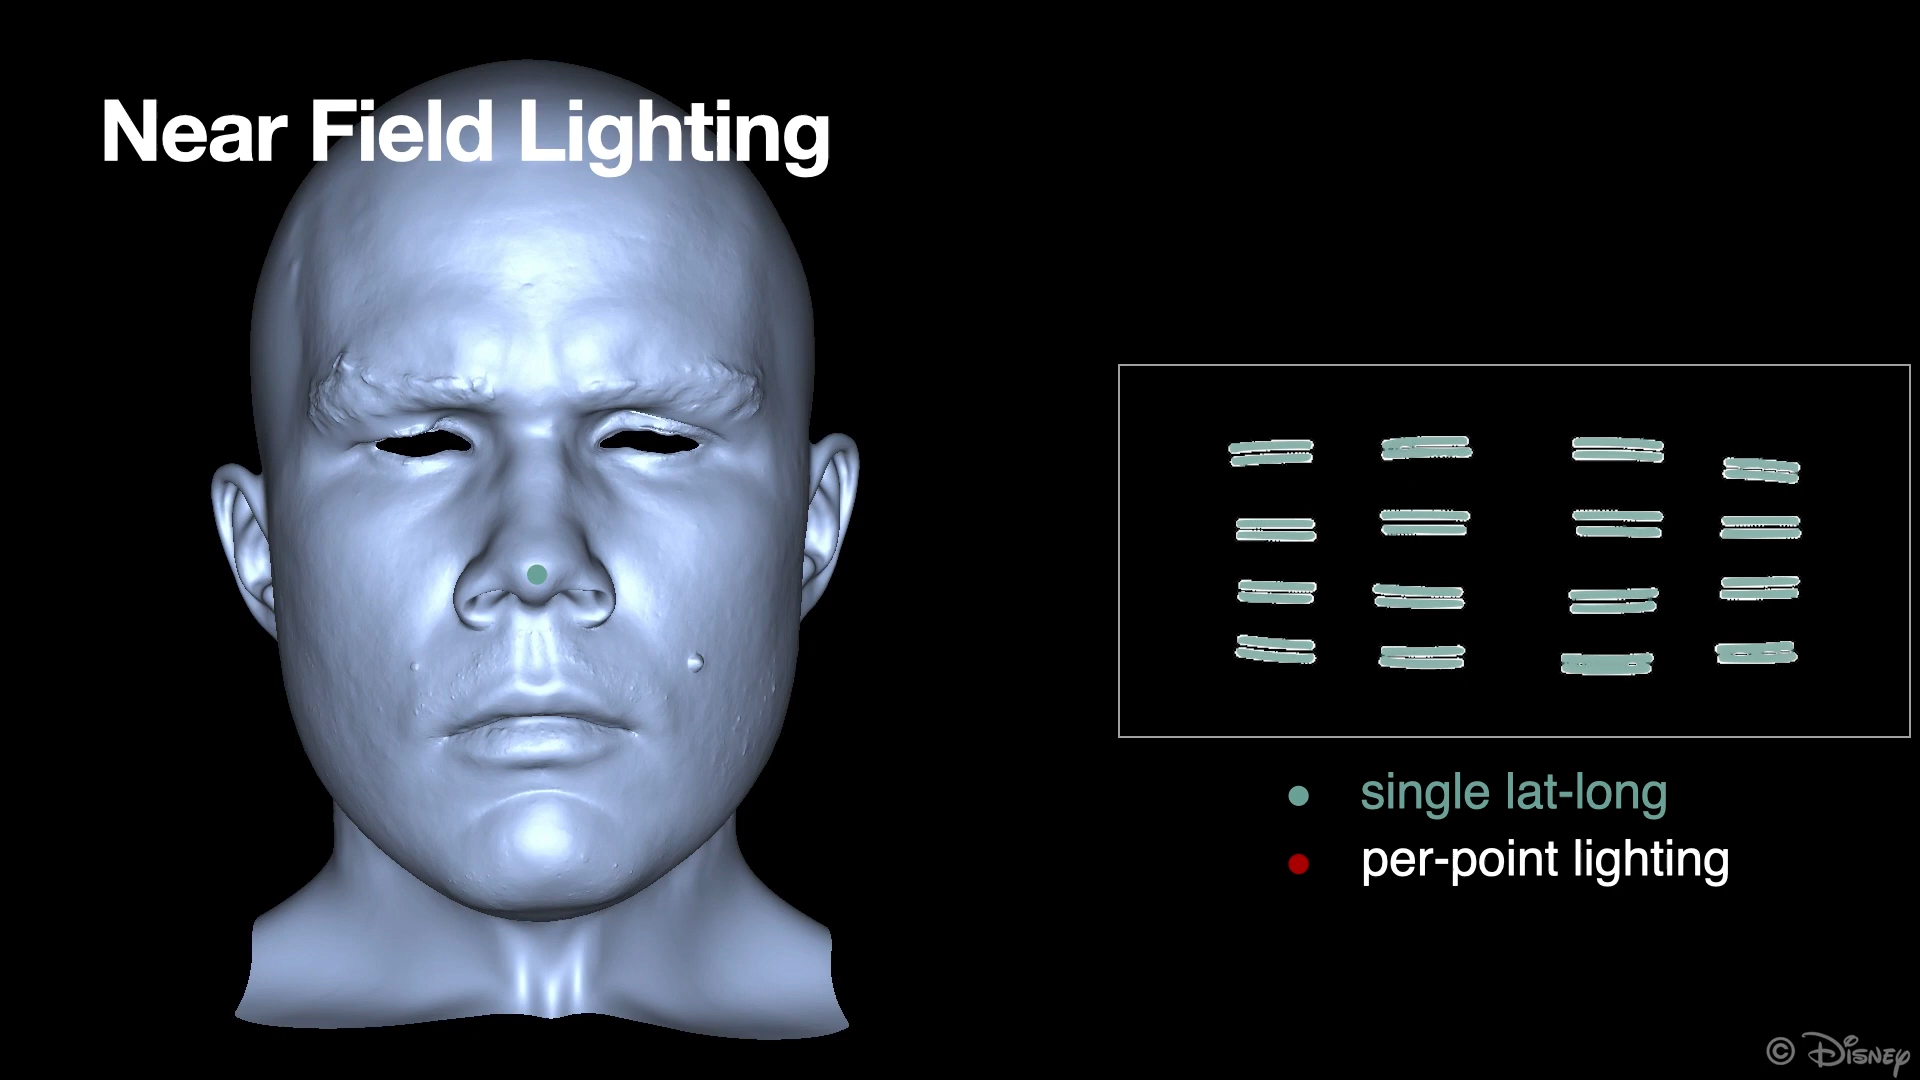 Near Field Lighting
single lat-long
per-point lighting
© Disney